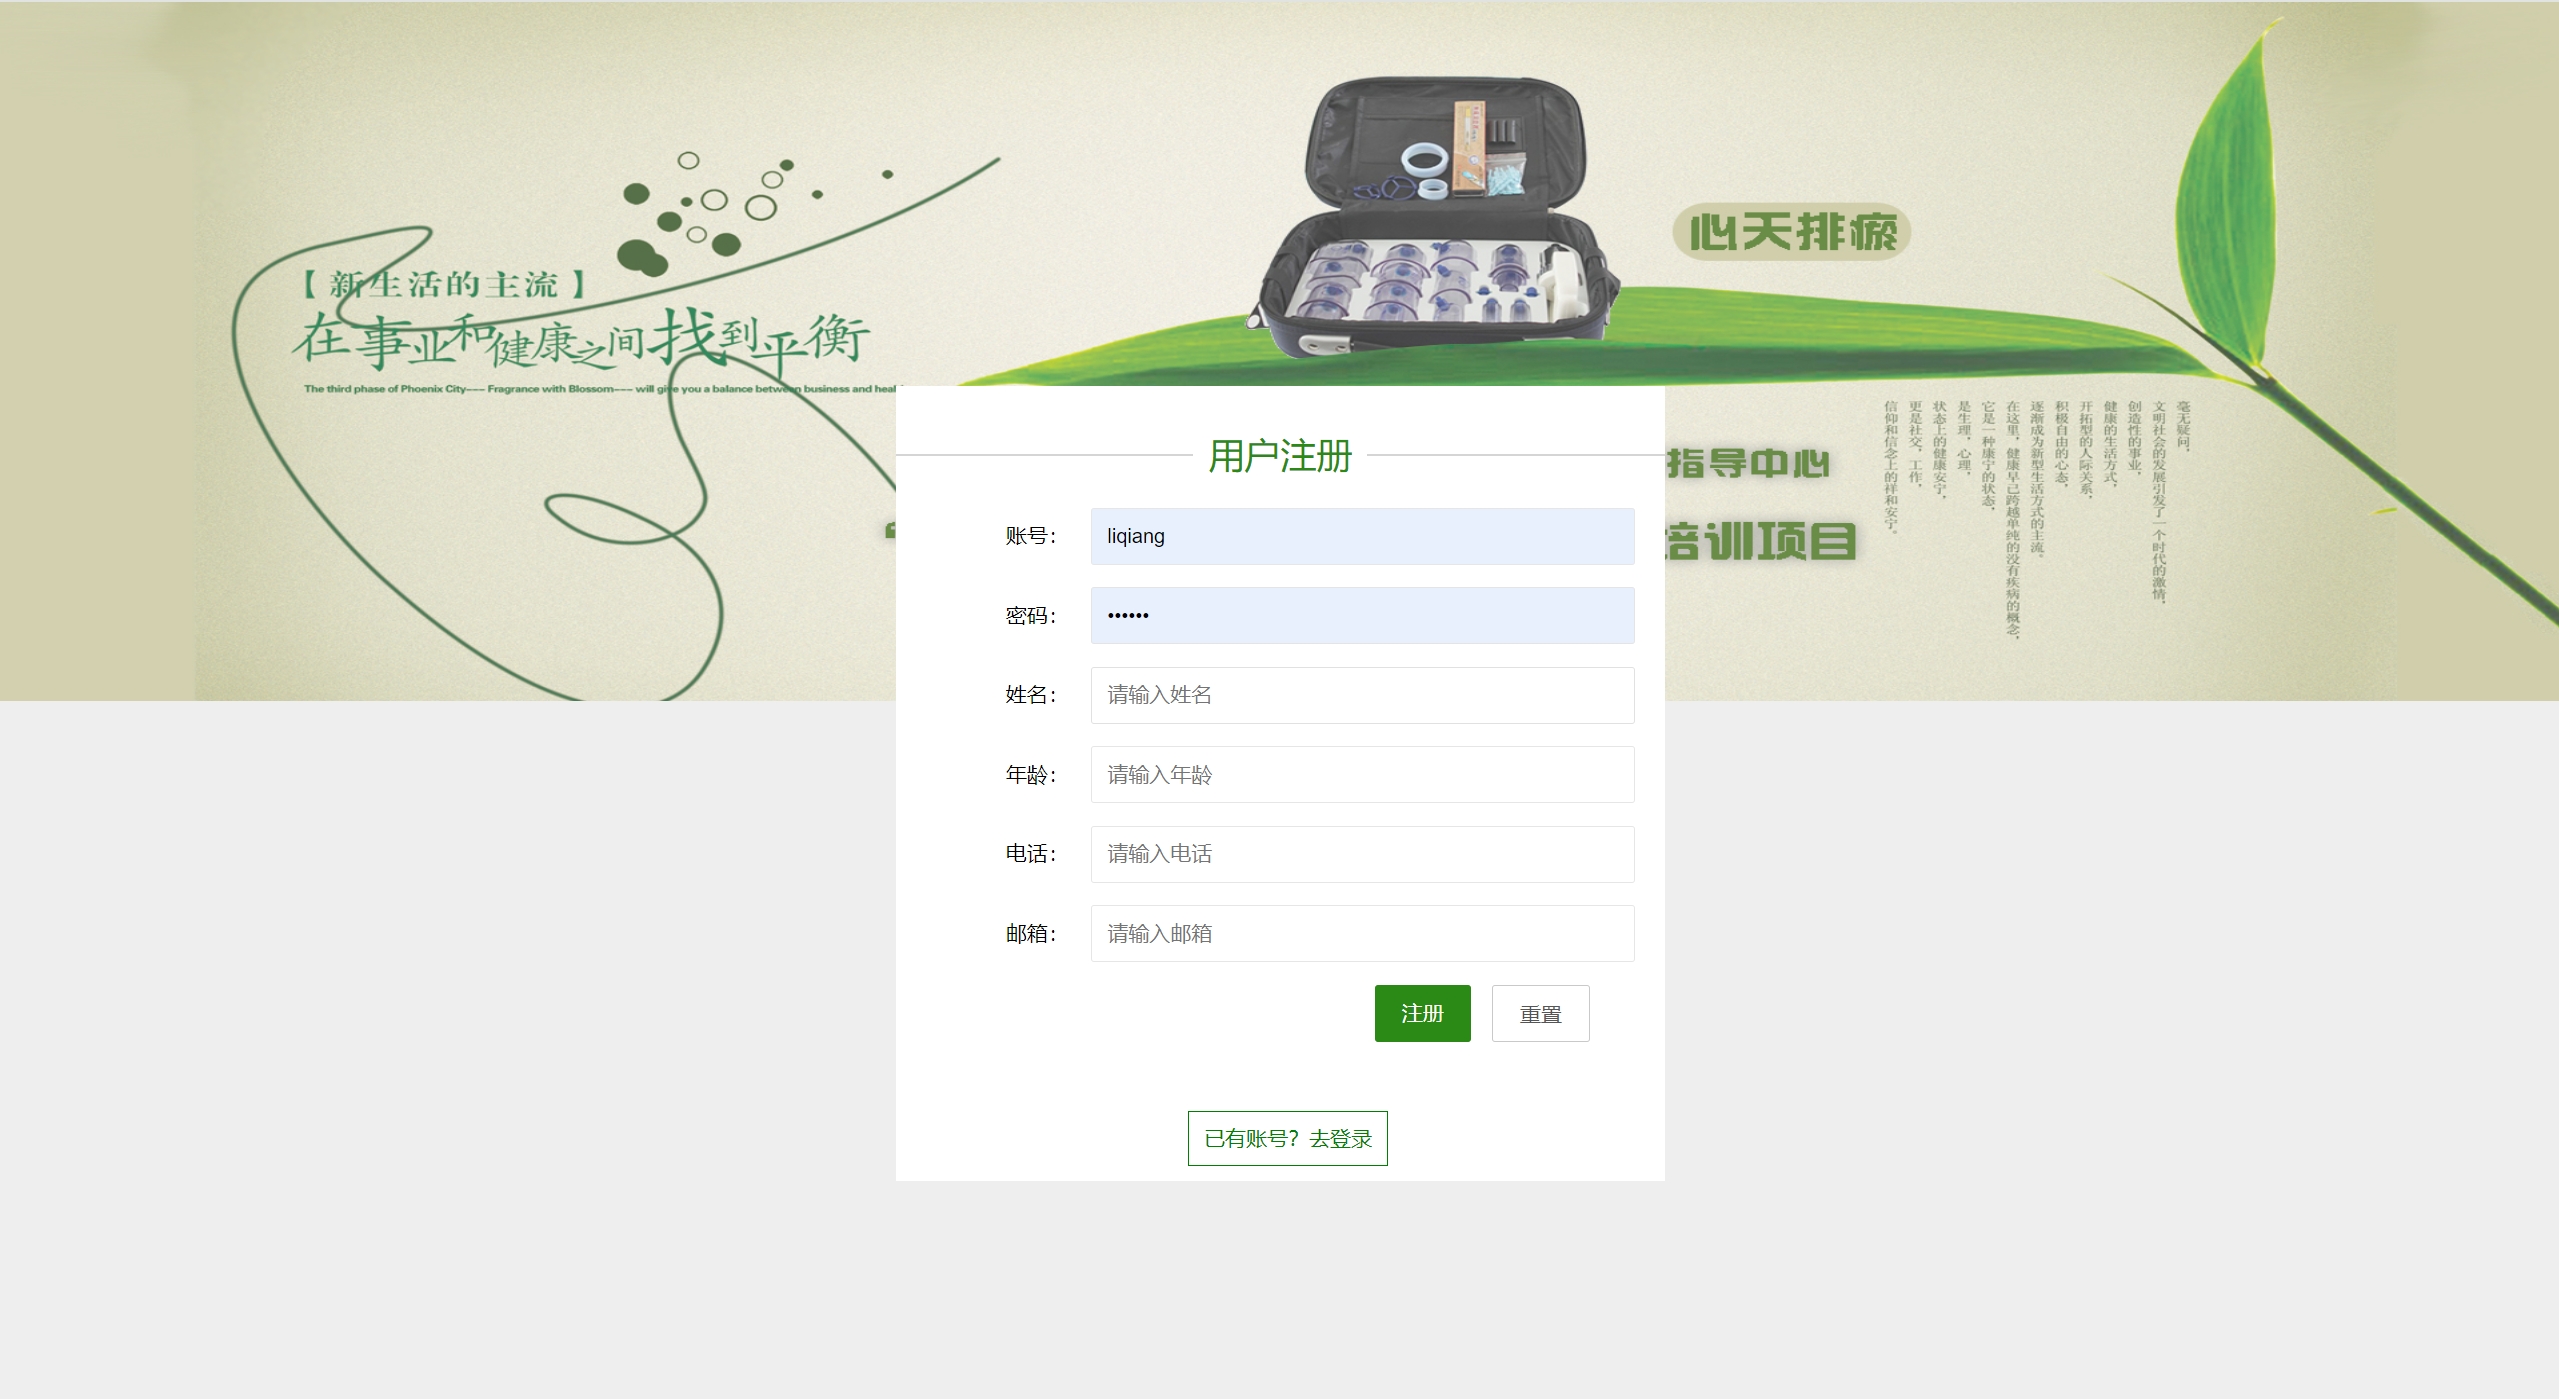 心天排瘀
【新生活的主流】
在事业和健康之间找到平衡
The third phase of Phoenix City--- Fragrance with Blossom--- will give you a balance between business and heal
毫无疑问，
文明社会的发展引发了一个时代的激情，
创造性的事业，
健康的生活方式，
开拓型的人际关系，
积极自由的心态，
逐渐成为新型生活方式的主流。
在这里，健康早已跨越单纯的没有疾病的概念，
它是一种康宁的状态，
是生理，心理，
状态上的健康安宁，
更是社交，工作，
信仰和信念上的祥和安宁。
指导中心
培训项目
用户注册
账号：
liqiang
密码：
••••••
姓名：
请输入姓名
年龄：
请输入年龄
电话：
请输入电话
邮箱：
请输入邮箱
注册
重置
已有账号？去登录